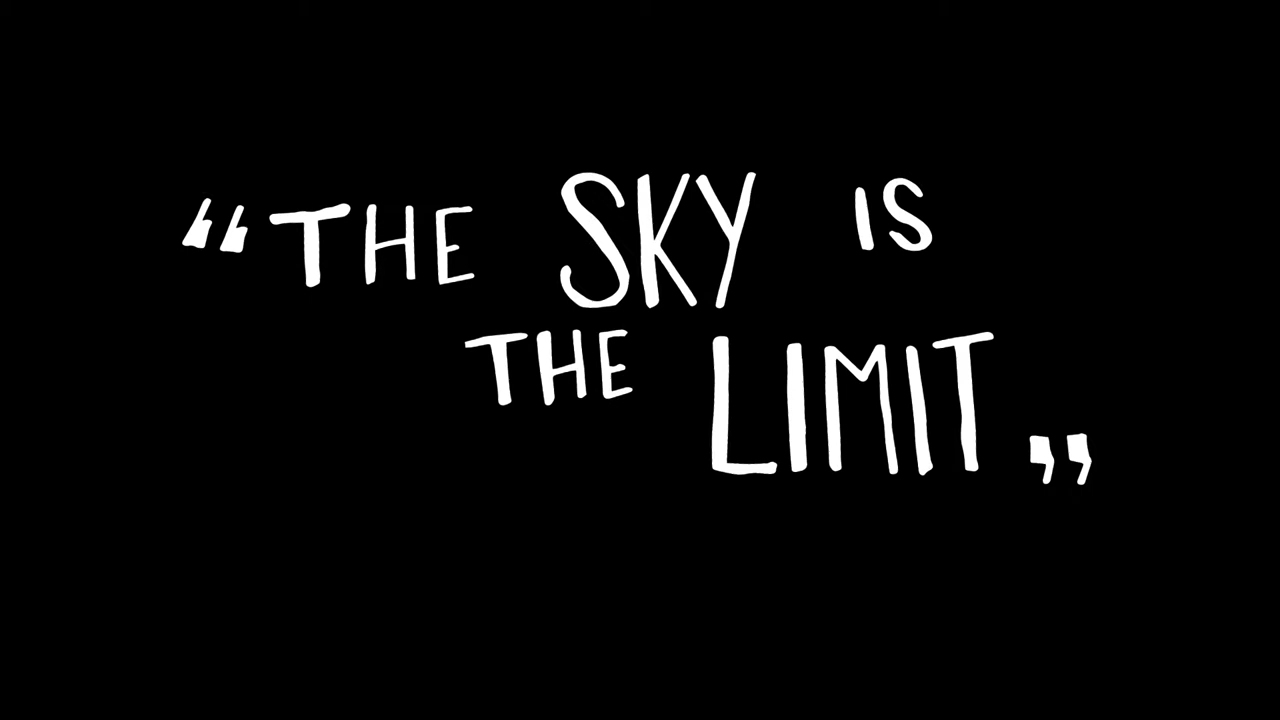 “THE SKY IS
THE LIMIT„